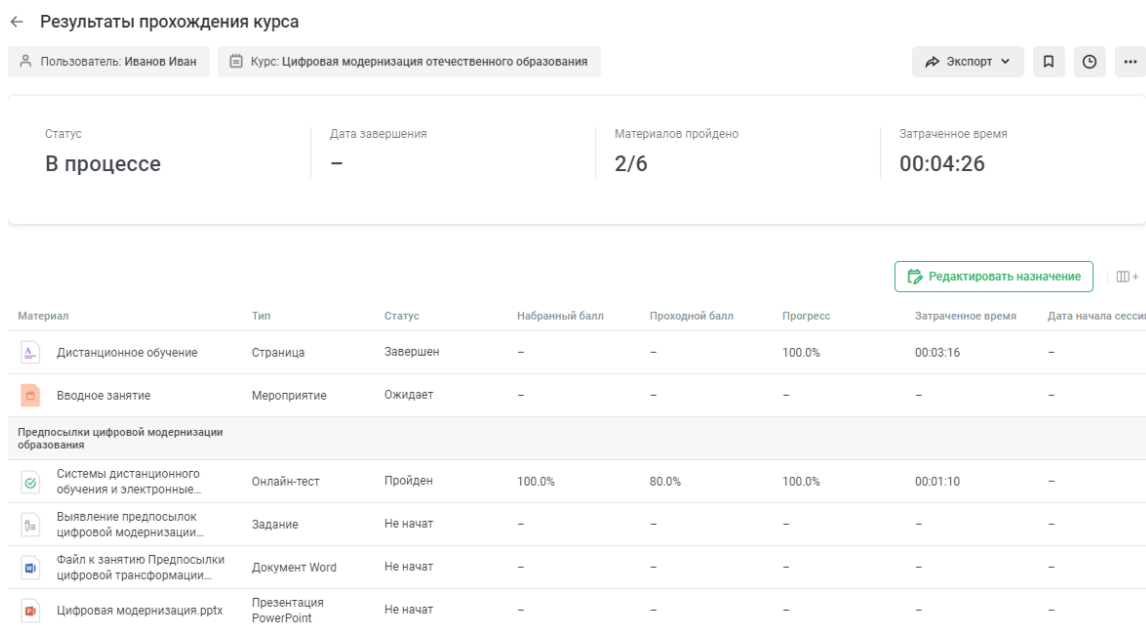 Результаты прохождения курса
Пользователь: Иванов Иван
Курс: Цифровая модернизация отечественного образования
Экспорт
Статус
Дата завершения
Материалов пройдено
Затраченное время
В процессе
–
2/6
00:04:26
Редактировать назначение
Материал Тип Статус Набранный балл Проходной балл Прогресс Затраченное время Дата начала сесси
Дистанционное обучение Страница Завершен – – 100.0% 00:03:16 –
Вводное занятие Мероприятие Ожидает – – – – –
Предпосылки цифровой модернизации
образования
Системы дистанционного
обучения и электронные…
Онлайн-тест Пройден 100.0% 80.0% 100.0% 00:01:10 –
Выявление предпосылок
цифровой модернизации…
Задание Не начат – – – – –
Файл к занятию Предпосылки
цифровой трансформации…
Документ Word Не начат – – – – –
Цифровая модернизация.pptx
Презентация
PowerPoint
Не начат – – – – –